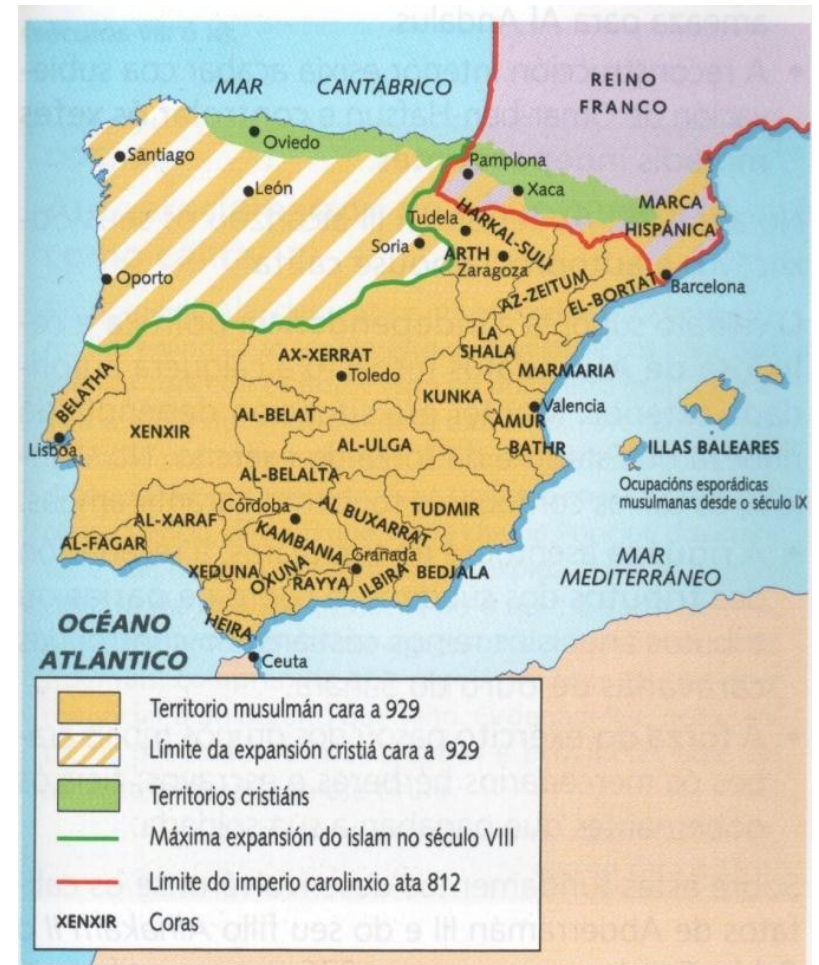 ameaza para Al Andalus.
MAR CANTÁBRICO
REINO
FRANCO
Oviedo
Santiago
Pamplona
León
Xaca
MARCA
HISPÁNICA
Tudela
HARKAL-SULI
Soria
ARTH
Zaragoza
Oporto
AZ-ZEITUM
EL-BORTAT
Barcelona
LA
SHALA
AX-XERRAT
Toledo
MARMARIA
BELATHA
KUNKA
Valencia
AL-BELAT
AMUR
XENXIR
Lisboa
AL-ULGA
BATHR
ILLAS BALEARES
AL-BELALTA
Ocupacións esporádicas
musulmanas desde o século IX
Córdoba
AL BUXARRAT
TUDMIR
AL-XARAF
KAMBANIA
AL-FAGAR
Granada
XEDUNA
OXUNA
RAYYA
ILBIRA
BEDJALA
MAR
MEDITERRÁNEO
HEIRA
OCÉANO
ATLÁNTICO
Ceuta
Territorio musulmán cara a 929
Límite da expansión cristiá cara a 929
Territorios cristiáns
Máxima expansión do islam no século VIII
Límite do imperio carolinxio ata 812
XENXIR Coras